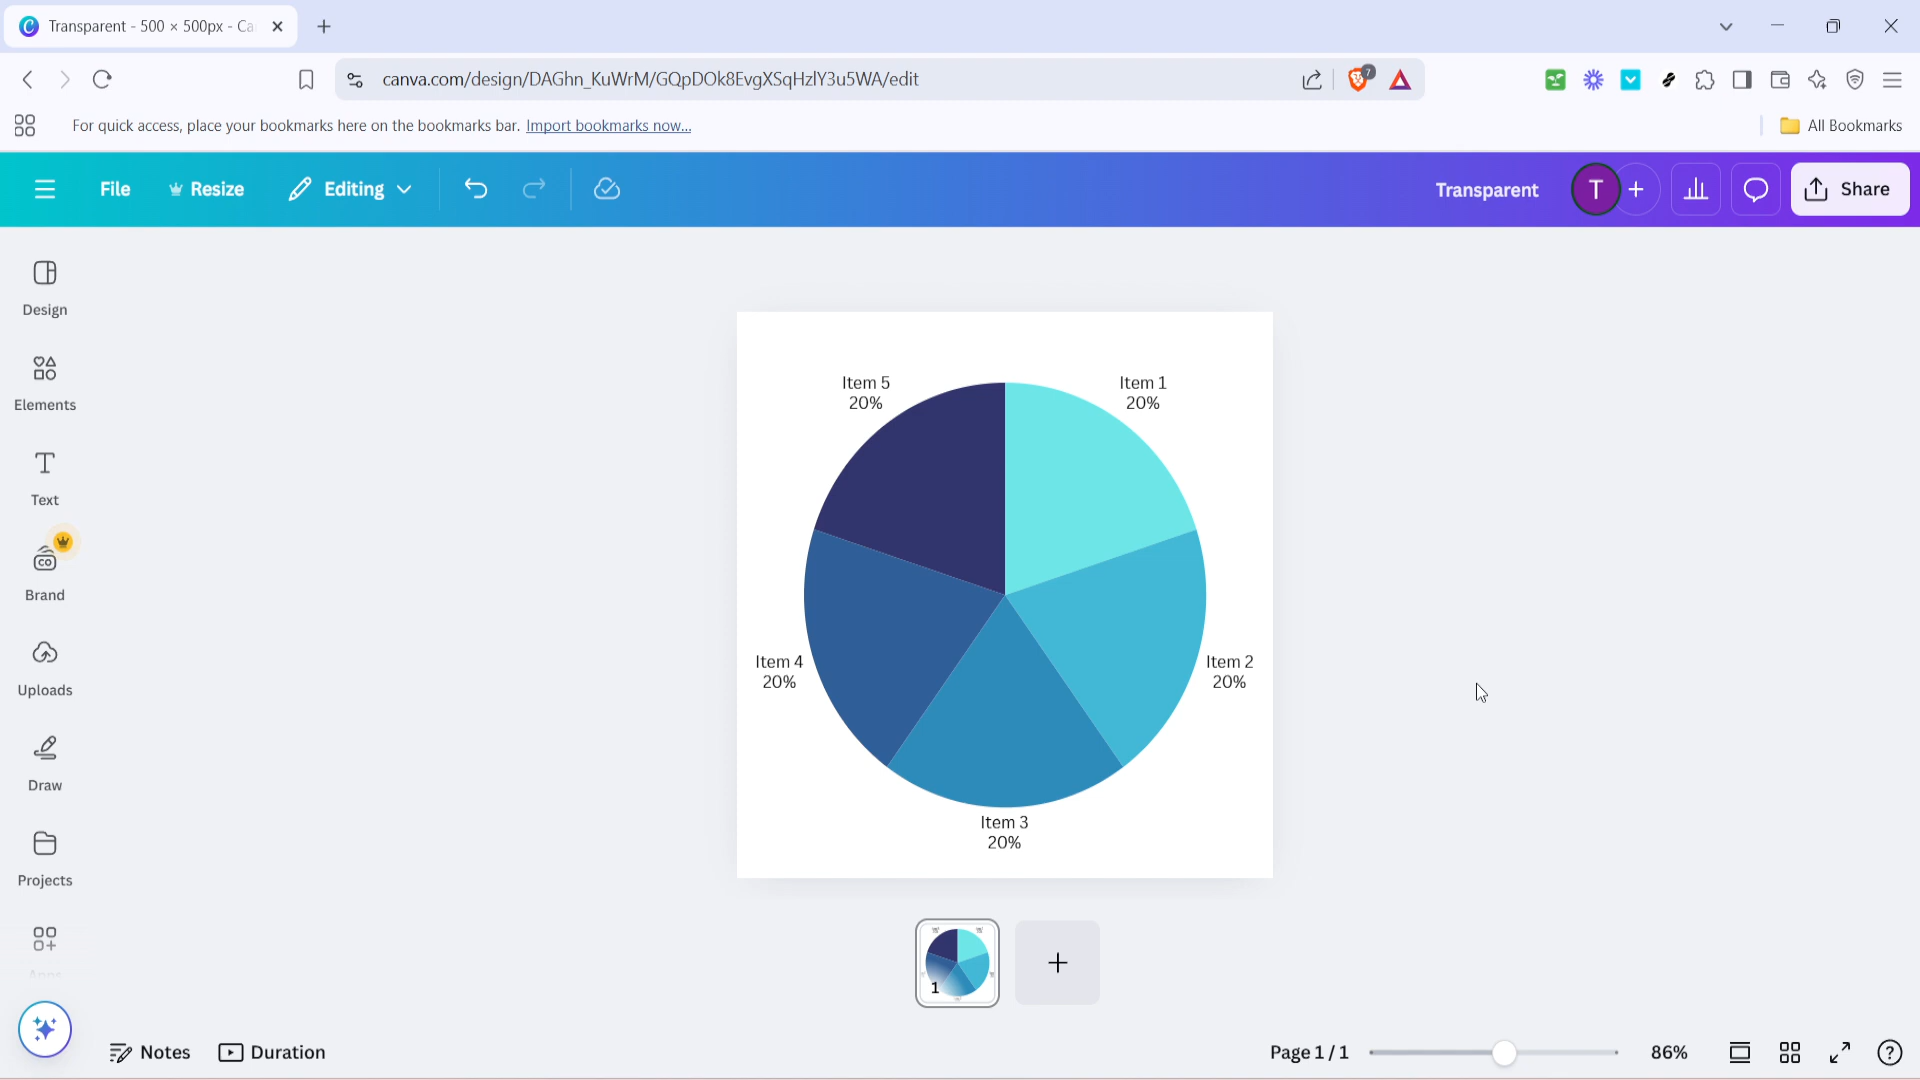 Transparent - 500 × 500px - Ca
canva.com/design/DAGhn_KuWrM/GQpDOk8EvgXSqHzlY3u5WA/edit
7
For quick access, place your bookmarks here on the bookmarks bar. Import bookmarks now...
All Bookmarks
File
Resize
Editing
Transparent
T
Share
Design
Elements
Text
CO
Brand
Uploads
Draw
Projects
Apps
Item 5
20%
Item 1
20%
Item 4
20%
Item 2
20%
Item 3
20%
1
Notes
Duration
Page 1 / 1
86%